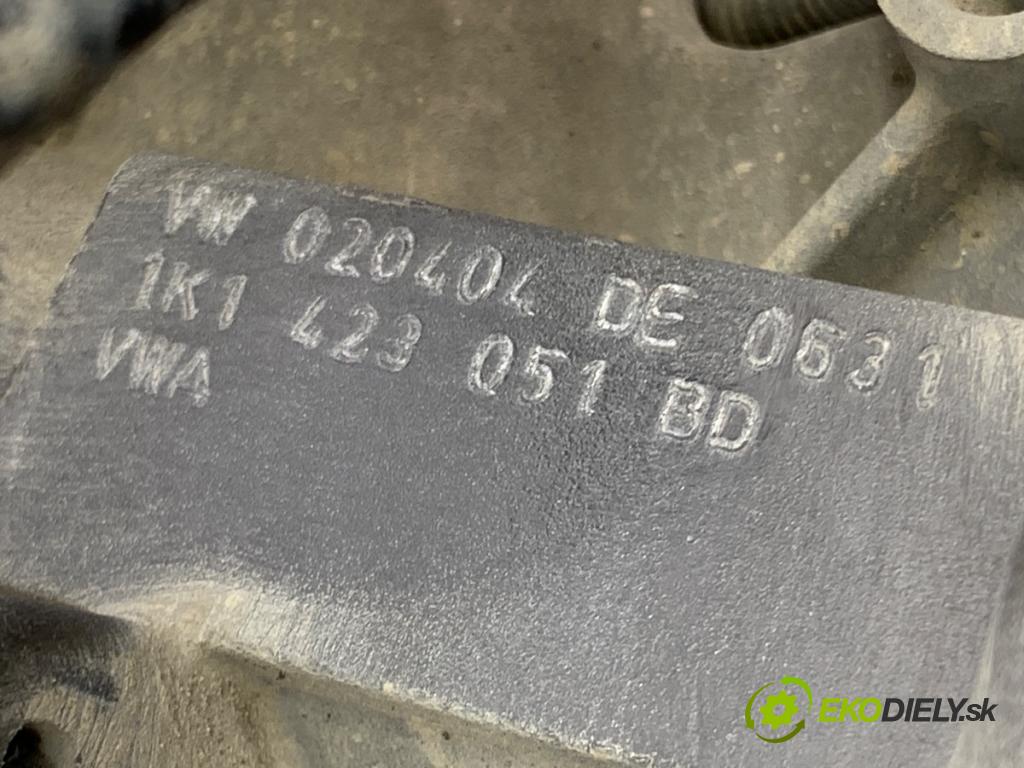 VW 020404 DE 0631
1K1 423 051 BD
VWA
EKODIELY.sk